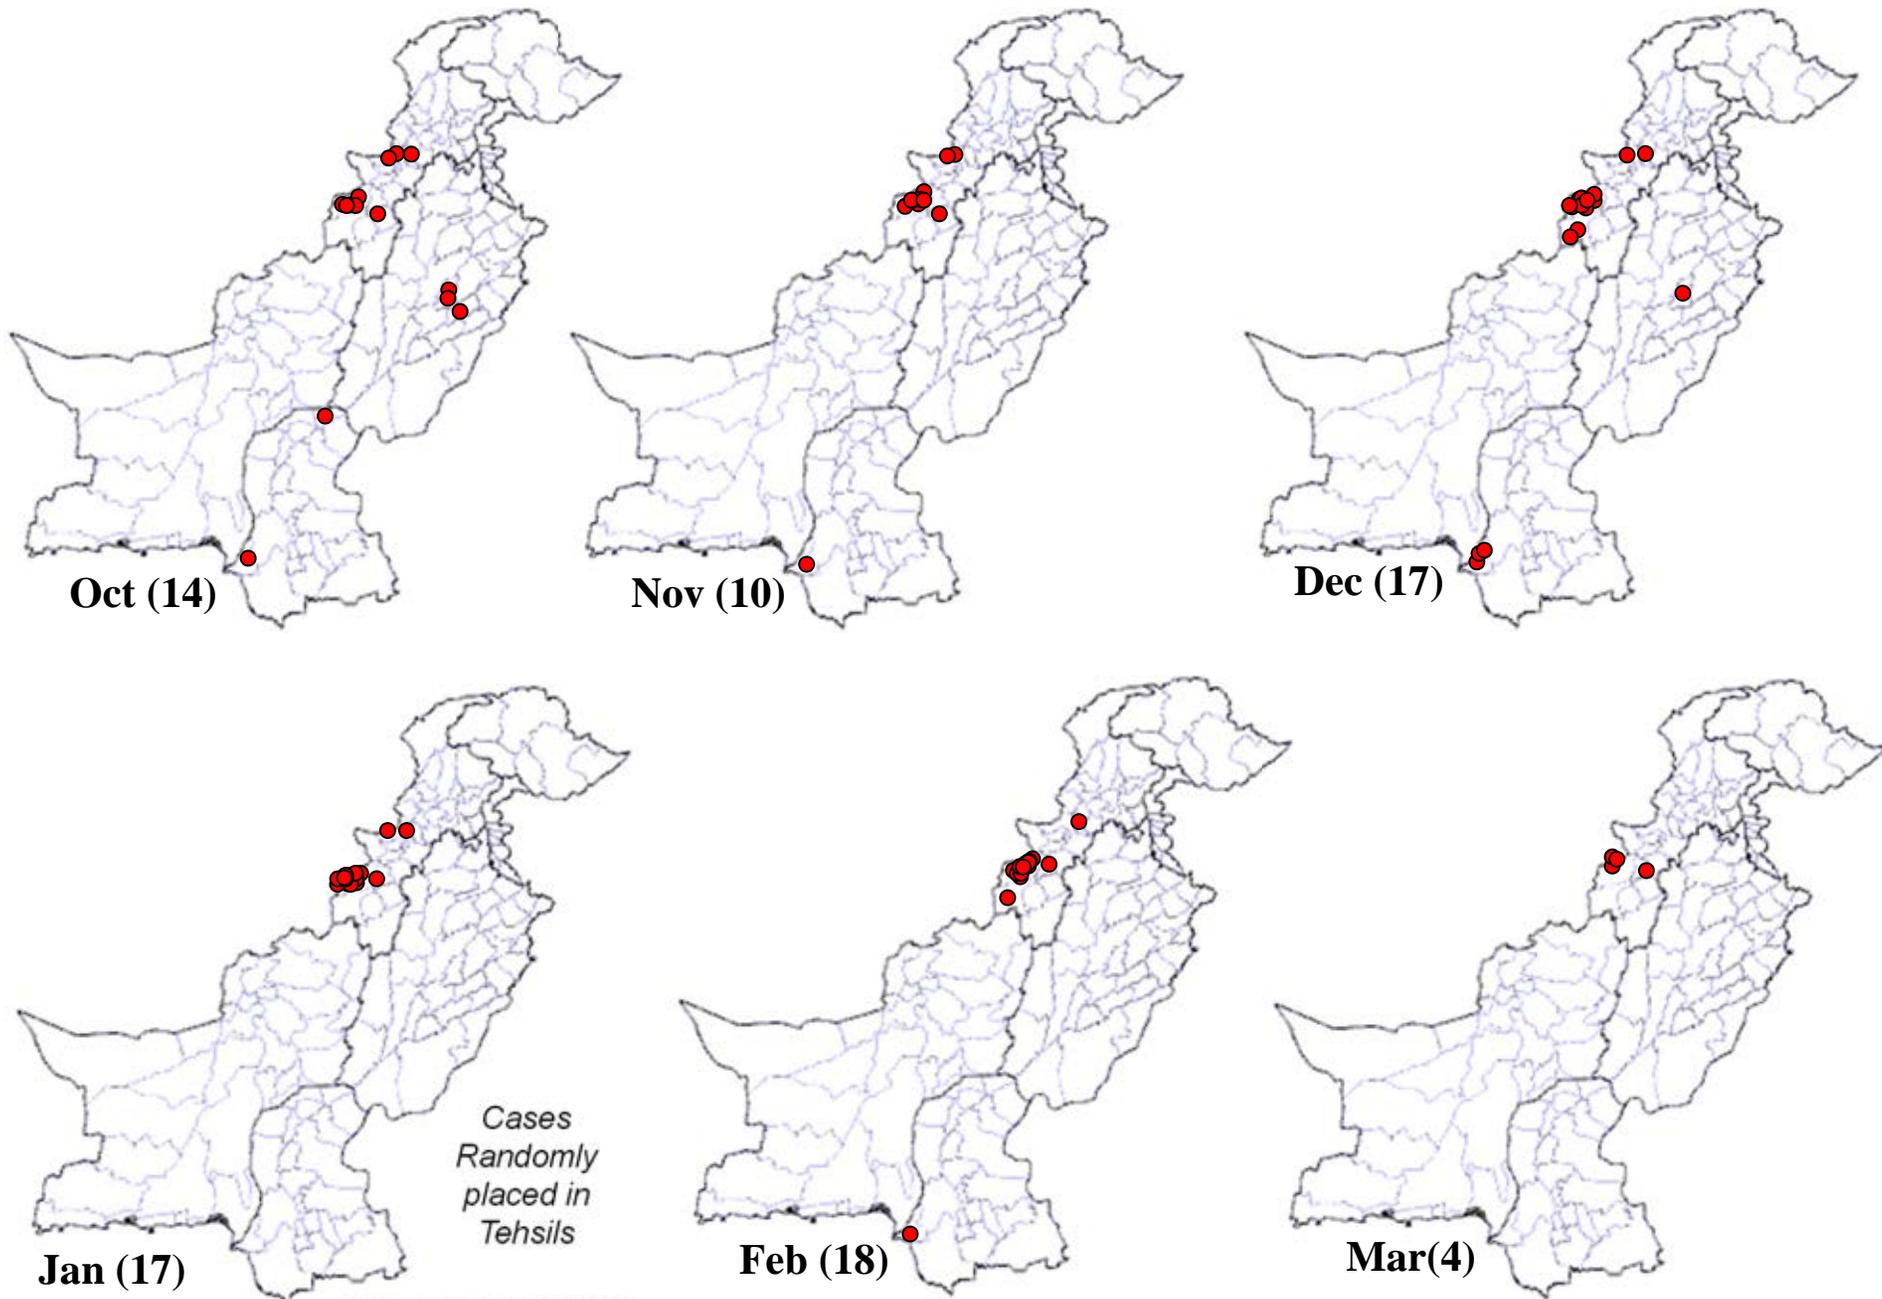 Oct (14)
Nov (10)
Dec (17)
Cases
Randomly
placed in
Tehsils
Jan (17)
Feb (18)
Mar(4)